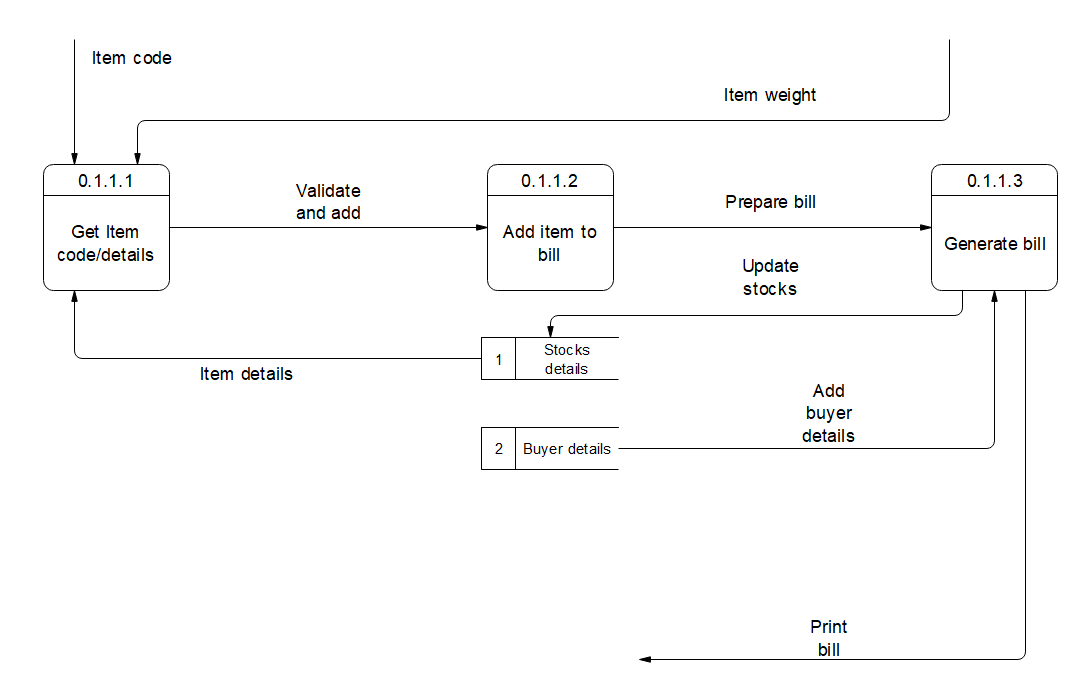 Item code
Item weight
0.1.1.1
Get Item
code/details
Validate
and add
0.1.1.2
Add item to
bill
Prepare bill
0.1.1.3
Generate bill
Update
stocks
1
Stocks
details
Item details
Add
buyer
details
2
Buyer details
Print
bill